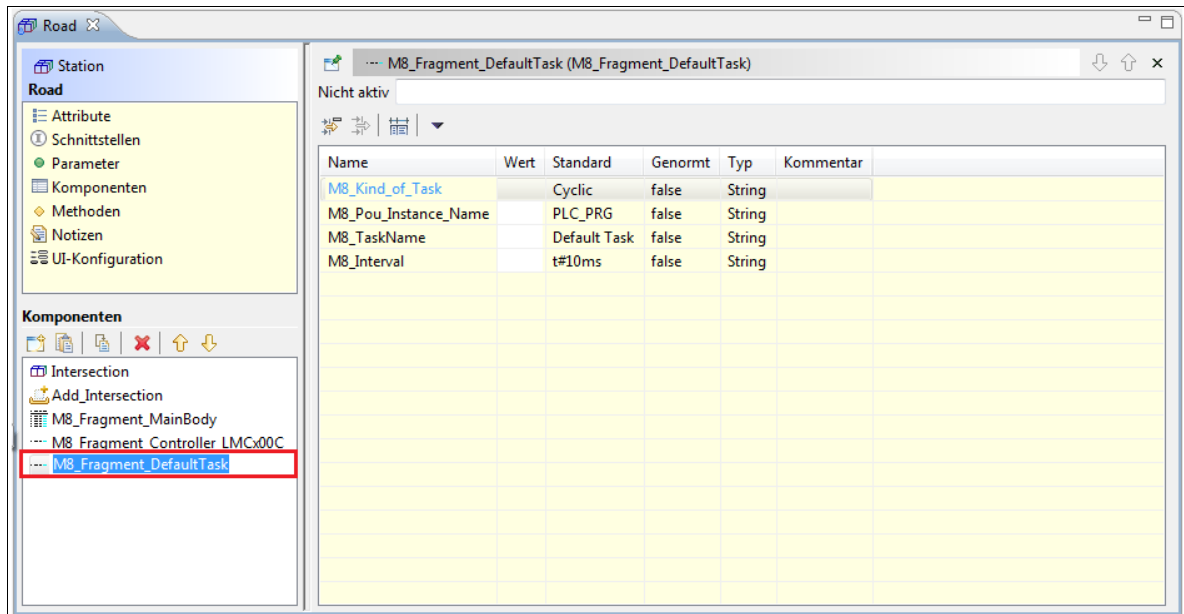 Road
Station
Road
Attribute
Schnittstellen
Parameter
Komponenten
Methoden
Notizen
UI-Konfiguration
Komponenten
Intersection
Add_Intersection
M8_Fragment_MainBody
M8_Fragment_Controller_LMCx00C
M8_Fragment_DefaultTask
M8_Fragment_DefaultTask (M8_Fragment_DefaultTask)
Nicht aktiv
Name Wert Standard Genormt Typ Kommentar
M8_Kind_of_Task Cyclic false String
M8_Pou_Instance_Name PLC_PRG false String
M8_TaskName Default Task false String
M8_Interval t#10ms false String